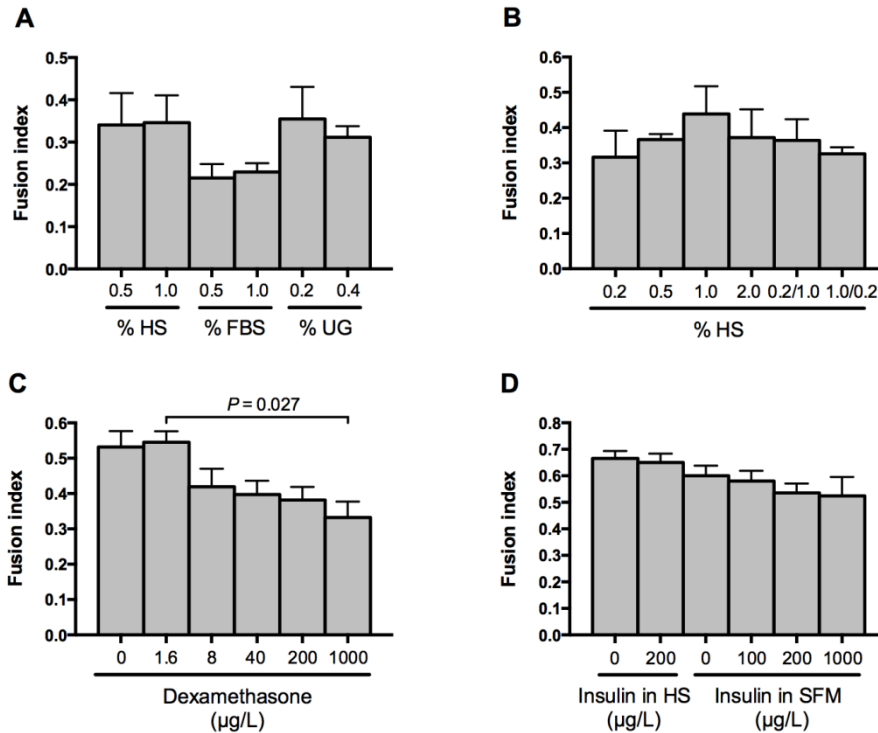 A
Fusion index
0.5
0.4
0.3
0.2
0.1
0.0
0.5 1.0 0.5 1.0 0.2 0.4
% HS % FBS % UG
B
Fusion index
0.6
0.5
0.4
0.3
0.2
0.1
0.0
0.2 0.5 1.0 2.0 0.2/1.0 1.0/0.2
% HS
C
P = 0.027
Fusion index
0.6
0.5
0.4
0.3
0.2
0.1
0.0
0 1.6 8 40 200 1000
Dexamethasone
(µg/L)
D
Fusion index
0.8
0.7
0.6
0.5
0.4
0.3
0.2
0.1
0.0
0 200 0 100 200 1000
Insulin in HS Insulin in SFM
(µg/L) (µg/L)